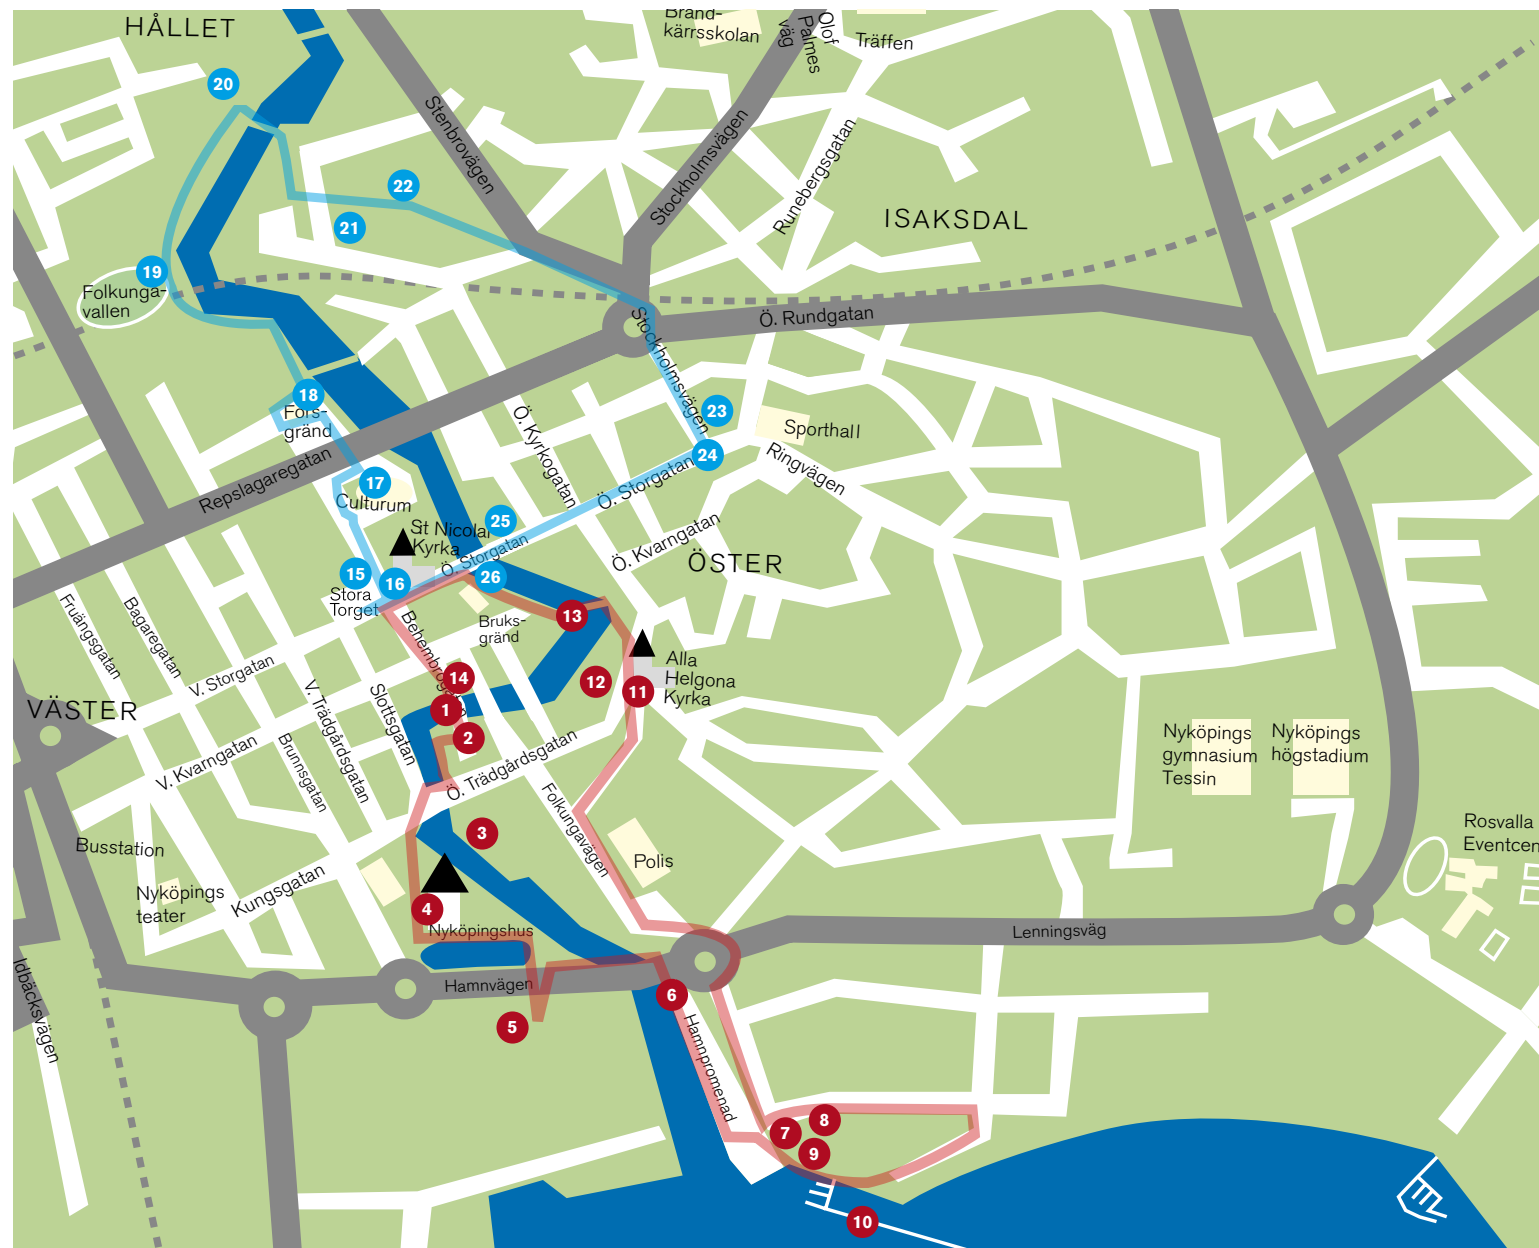 HÅLLET
Brand-
kärrsskolan
Olof
Palmes
väg
Träffen
20
Stenbrovägen
Stockholmsvägen
Runebergsgatan
22
21
ISAKSDAL
19
Folkunga-
vallen
Stockholmsvägen
Ö. Rundgatan
18
Fors-
gränd
23
Sporthall
Ö. Kyrkogatan
24
Ringvägen
Repslagaregatan
17
Culturum
Ö. Storgatan
25
St Nicolai
Kyrka
Ö. Storgatan
Ö. Kvarngatan
ÖSTER
15
16
26
Stora
Torget
Fruängsgatan
Bagaregatan
13
Bruks-
gränd
Behembrogatan
V. Storgatan
14
12
11
Alla
Helgona
Kyrka
VÄSTER
V. Trädgårdsgatan
Slottsgatan
1
2
V. Kvarngatan
Brunnsgatan
Ö. Trädgårdsgatan
Nyköpings
gymnasium
Tessin
Nyköpings
högstadium
Folkungavägen
3
Busstation
Polis
Rosvalla
Eventcen
Nyköpings
teater
Kungsgatan
4
Nyköpingshus
Lenningsväg
Idbäcksvägen
Hamnvägen
6
5
Hamnpromenad
7
8
9
10